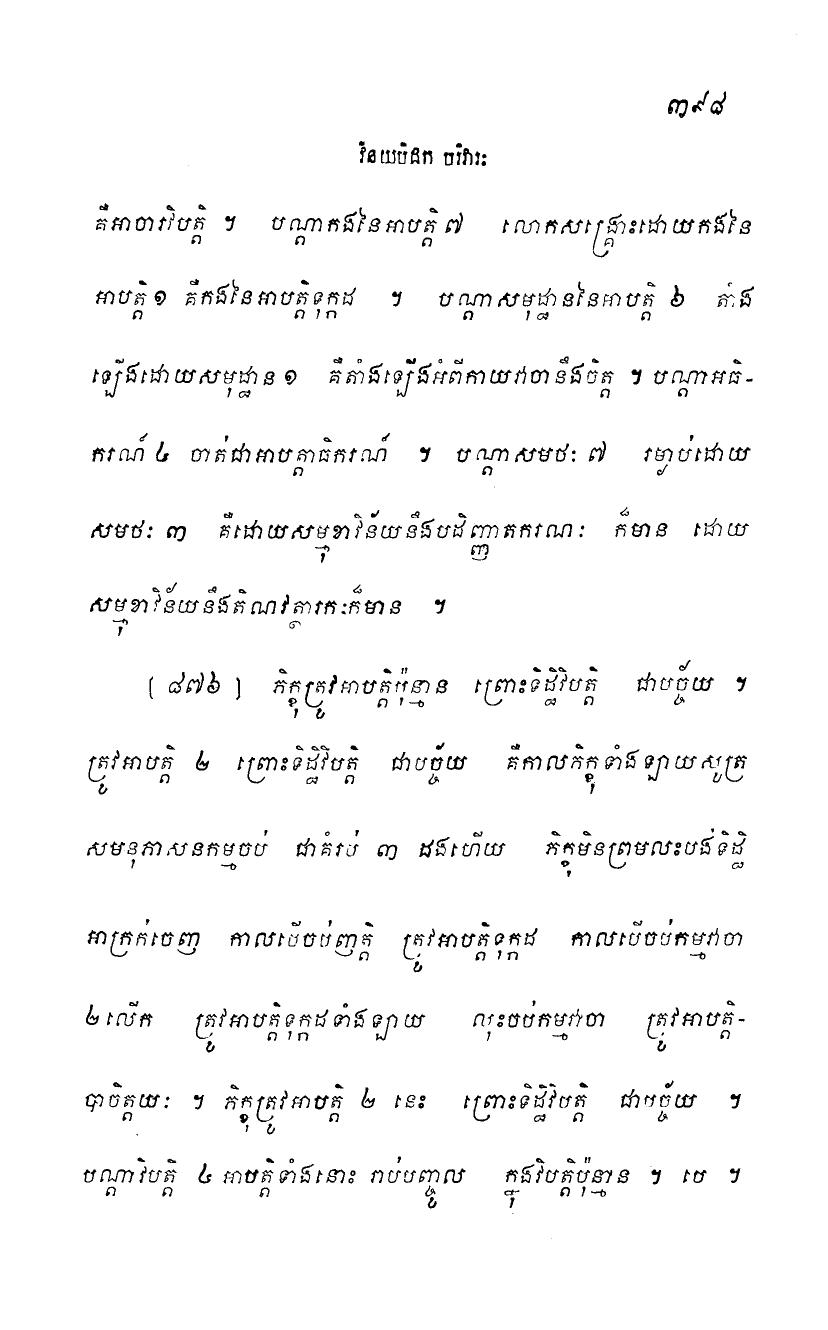 ៣៩៨
វិនយបិដក បរិវារៈ
គឺអាចារវិបត្តិ ។ បណ្តាកងនៃអាបត្តិ ៧ លោកសង្គ្រោះដោយកងនៃ
អាបត្តិ ១ គឺកងនៃអាបត្តិទុក្កដ ។ បណ្តាសមុដ្ឋាននៃអាបត្តិ ៦ តាំង
ឡើងដោយសមុដ្ឋាន ១ គឺតាំងឡើងអំពីកាយវាចានឹងចិត្ត ។ បណ្តាអធិ-
ករណ៍ ៤ ចាត់ជាអាបត្តាធិករណ៍ ។ បណ្តាសមថៈ ៧ រម្ងាប់ដោយ
សមថៈ ៣ គឺដោយសម្មុខាវិន័យនឹងបដិញ្ញាតករណៈ ក៏មាន ដោយ
សម្មុខាវិន័យនឹងតិណវត្ថារកៈក៏មាន ។
[ ៨៧៦ ] ភិក្ខុត្រូវអាបត្តិប៉ុន្មាន ព្រោះទិដ្ឋិវិបត្តិ ជាបច្ច័យ ។
ត្រូវអាបត្តិ ២ ព្រោះទិដ្ឋិវិបត្តិ ជាបច្ច័យ គឺកាលភិក្ខុទាំងឡាយសូត្រ
សមនុភាសនកម្មចប់ ជាគំរប់ ៣ ដងហើយ ភិក្ខុមិនព្រមលះបង់ទិដ្ឋិ
អាក្រក់ចេញ កាលបើចប់ញត្តិ ត្រូវអាបត្តិទុក្កដ កាលបើចប់កម្មវាចា
២ លើក ត្រូវអាបត្តិទុក្កដទាំងឡាយ លុះចប់កម្មវាចា ត្រូវអាបត្តិ-
បាចិត្តយៈ ។ ភិក្ខុត្រូវអាបត្តិ ២ នេះ ព្រោះទិដ្ឋិវិបត្តិ ជាបច្ច័យ ។
បណ្តាវិបត្តិ ៤ អាបត្តិទាំងនោះ រាប់បញ្ចូល ក្នុងវិបត្តិប៉ុន្មាន ។ បេ ។